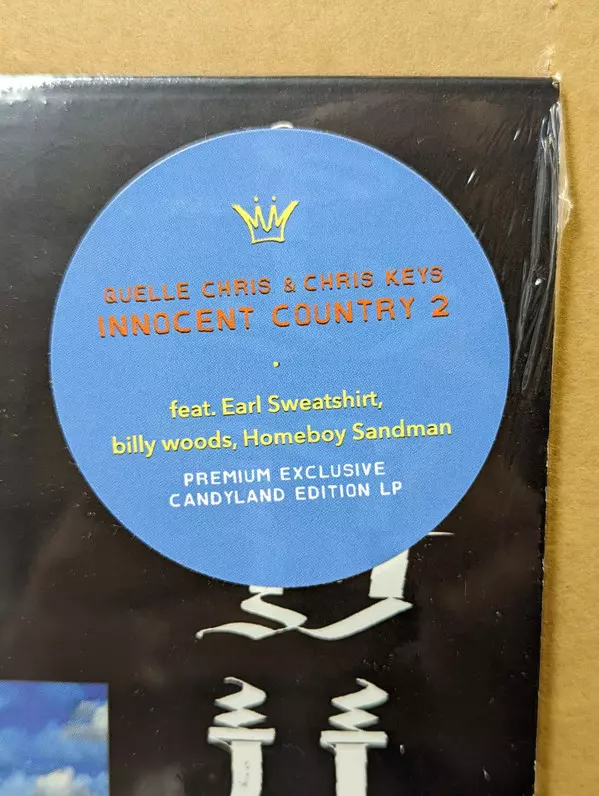 QUELLE CHRIS & CHRIS KEYS
INNOCENT COUNTRY 2
feat. Earl Sweatshirt,
billy woods, Homeboy Sandman
PREMIUM EXCLUSIVE
CANDYLAND EDITION LP